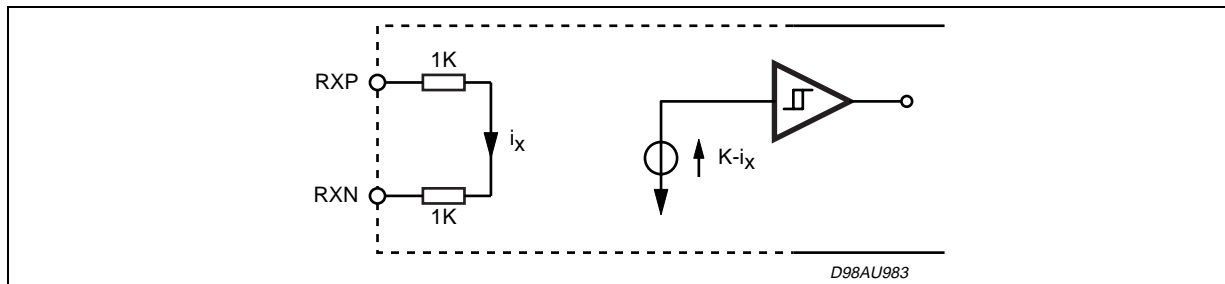 1K
RXP
iX
K-iX
RXN
1K
D98AU983